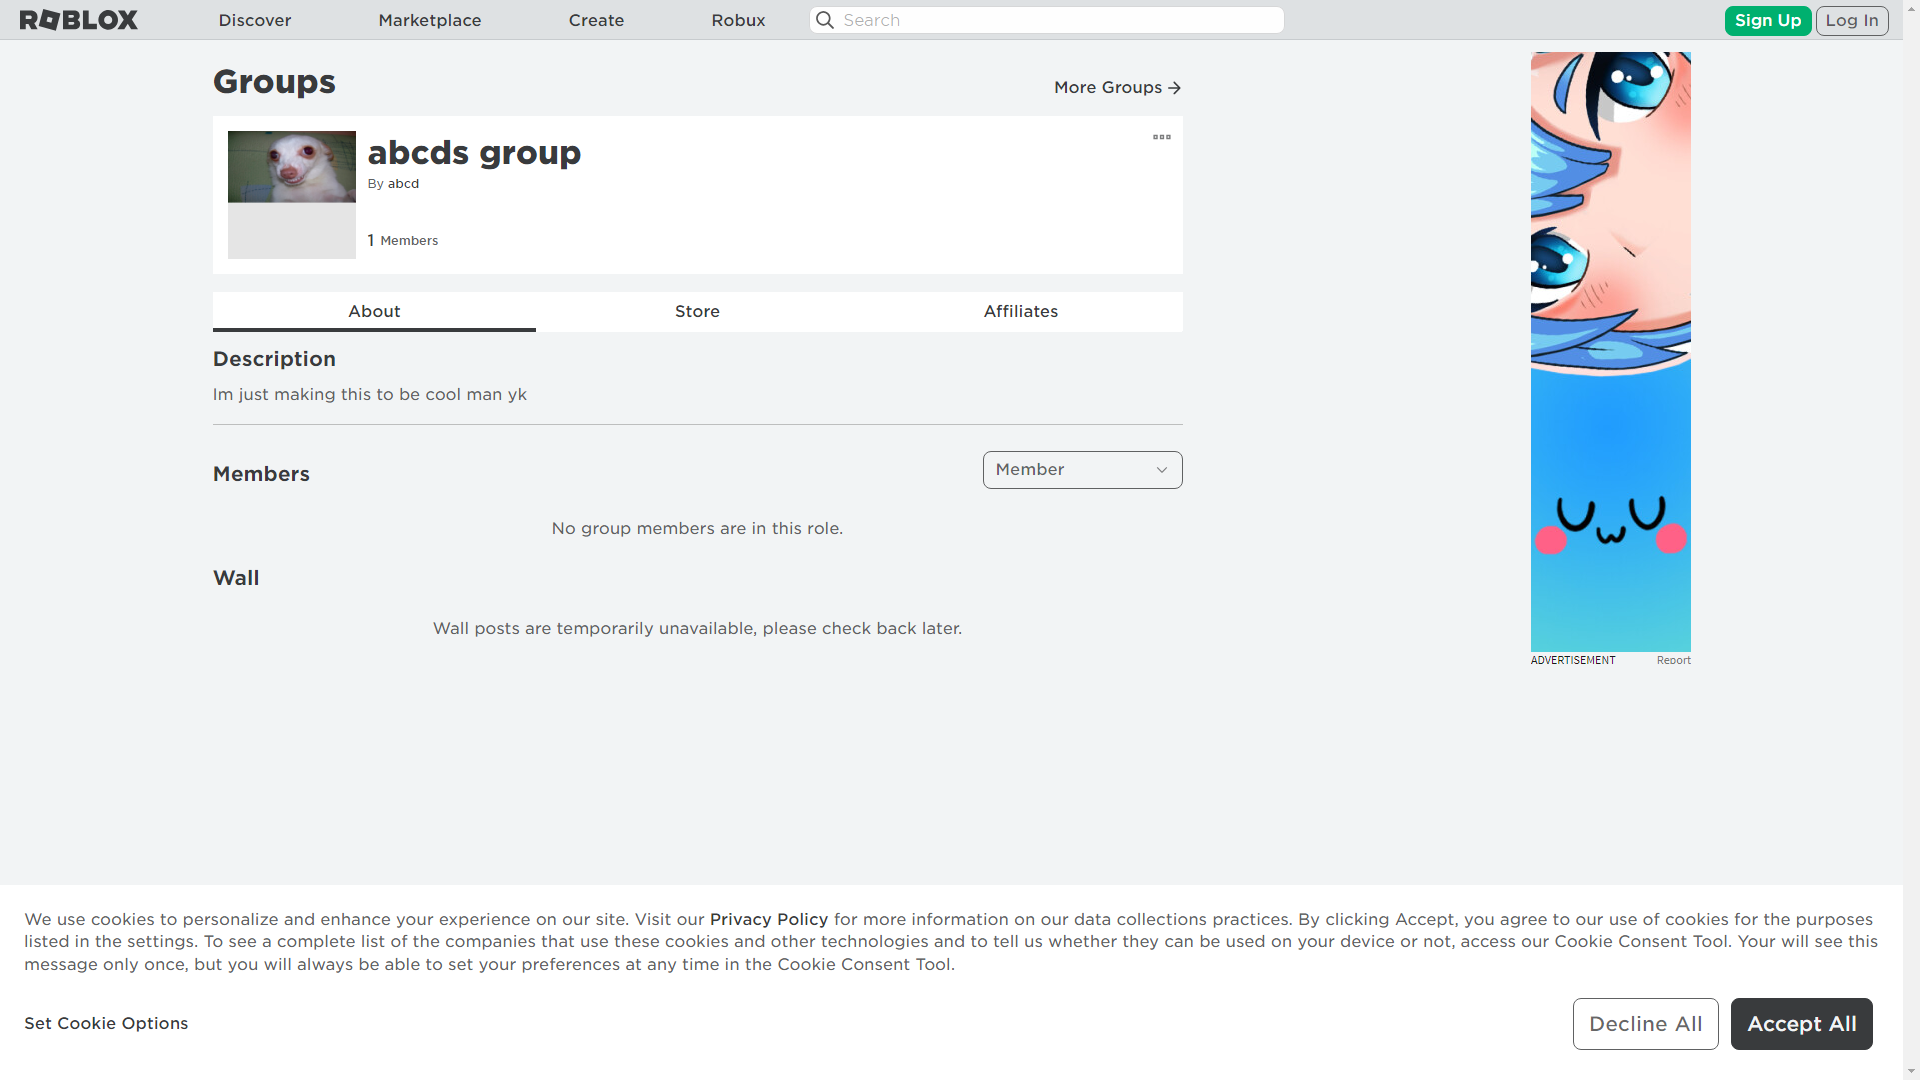 ROBLOX
Discover
Marketplace
Create
Robux
Search
Sign Up
Log In
Groups
More Groups
abcds group
By abcd
1 Members
About
Store
Affiliates
Description
Im just making this to be cool man yk
Members
Member
No group members are in this role.
Wall
Wall posts are temporarily unavailable, please check back later.
ADVERTISEMENT
Report
We use cookies to personalize and enhance your experience on our site. Visit our Privacy Policy for more information on our data collections practices. By clicking Accept, you agree to our use of cookies for the purposes
listed in the settings. To see a complete list of the companies that use these cookies and other technologies and to tell us whether they can be used on your device or not, access our Cookie Consent Tool. Your will see this
message only once, but you will always be able to set your preferences at any time in the Cookie Consent Tool.
Set Cookie Options
Decline All
Accept All